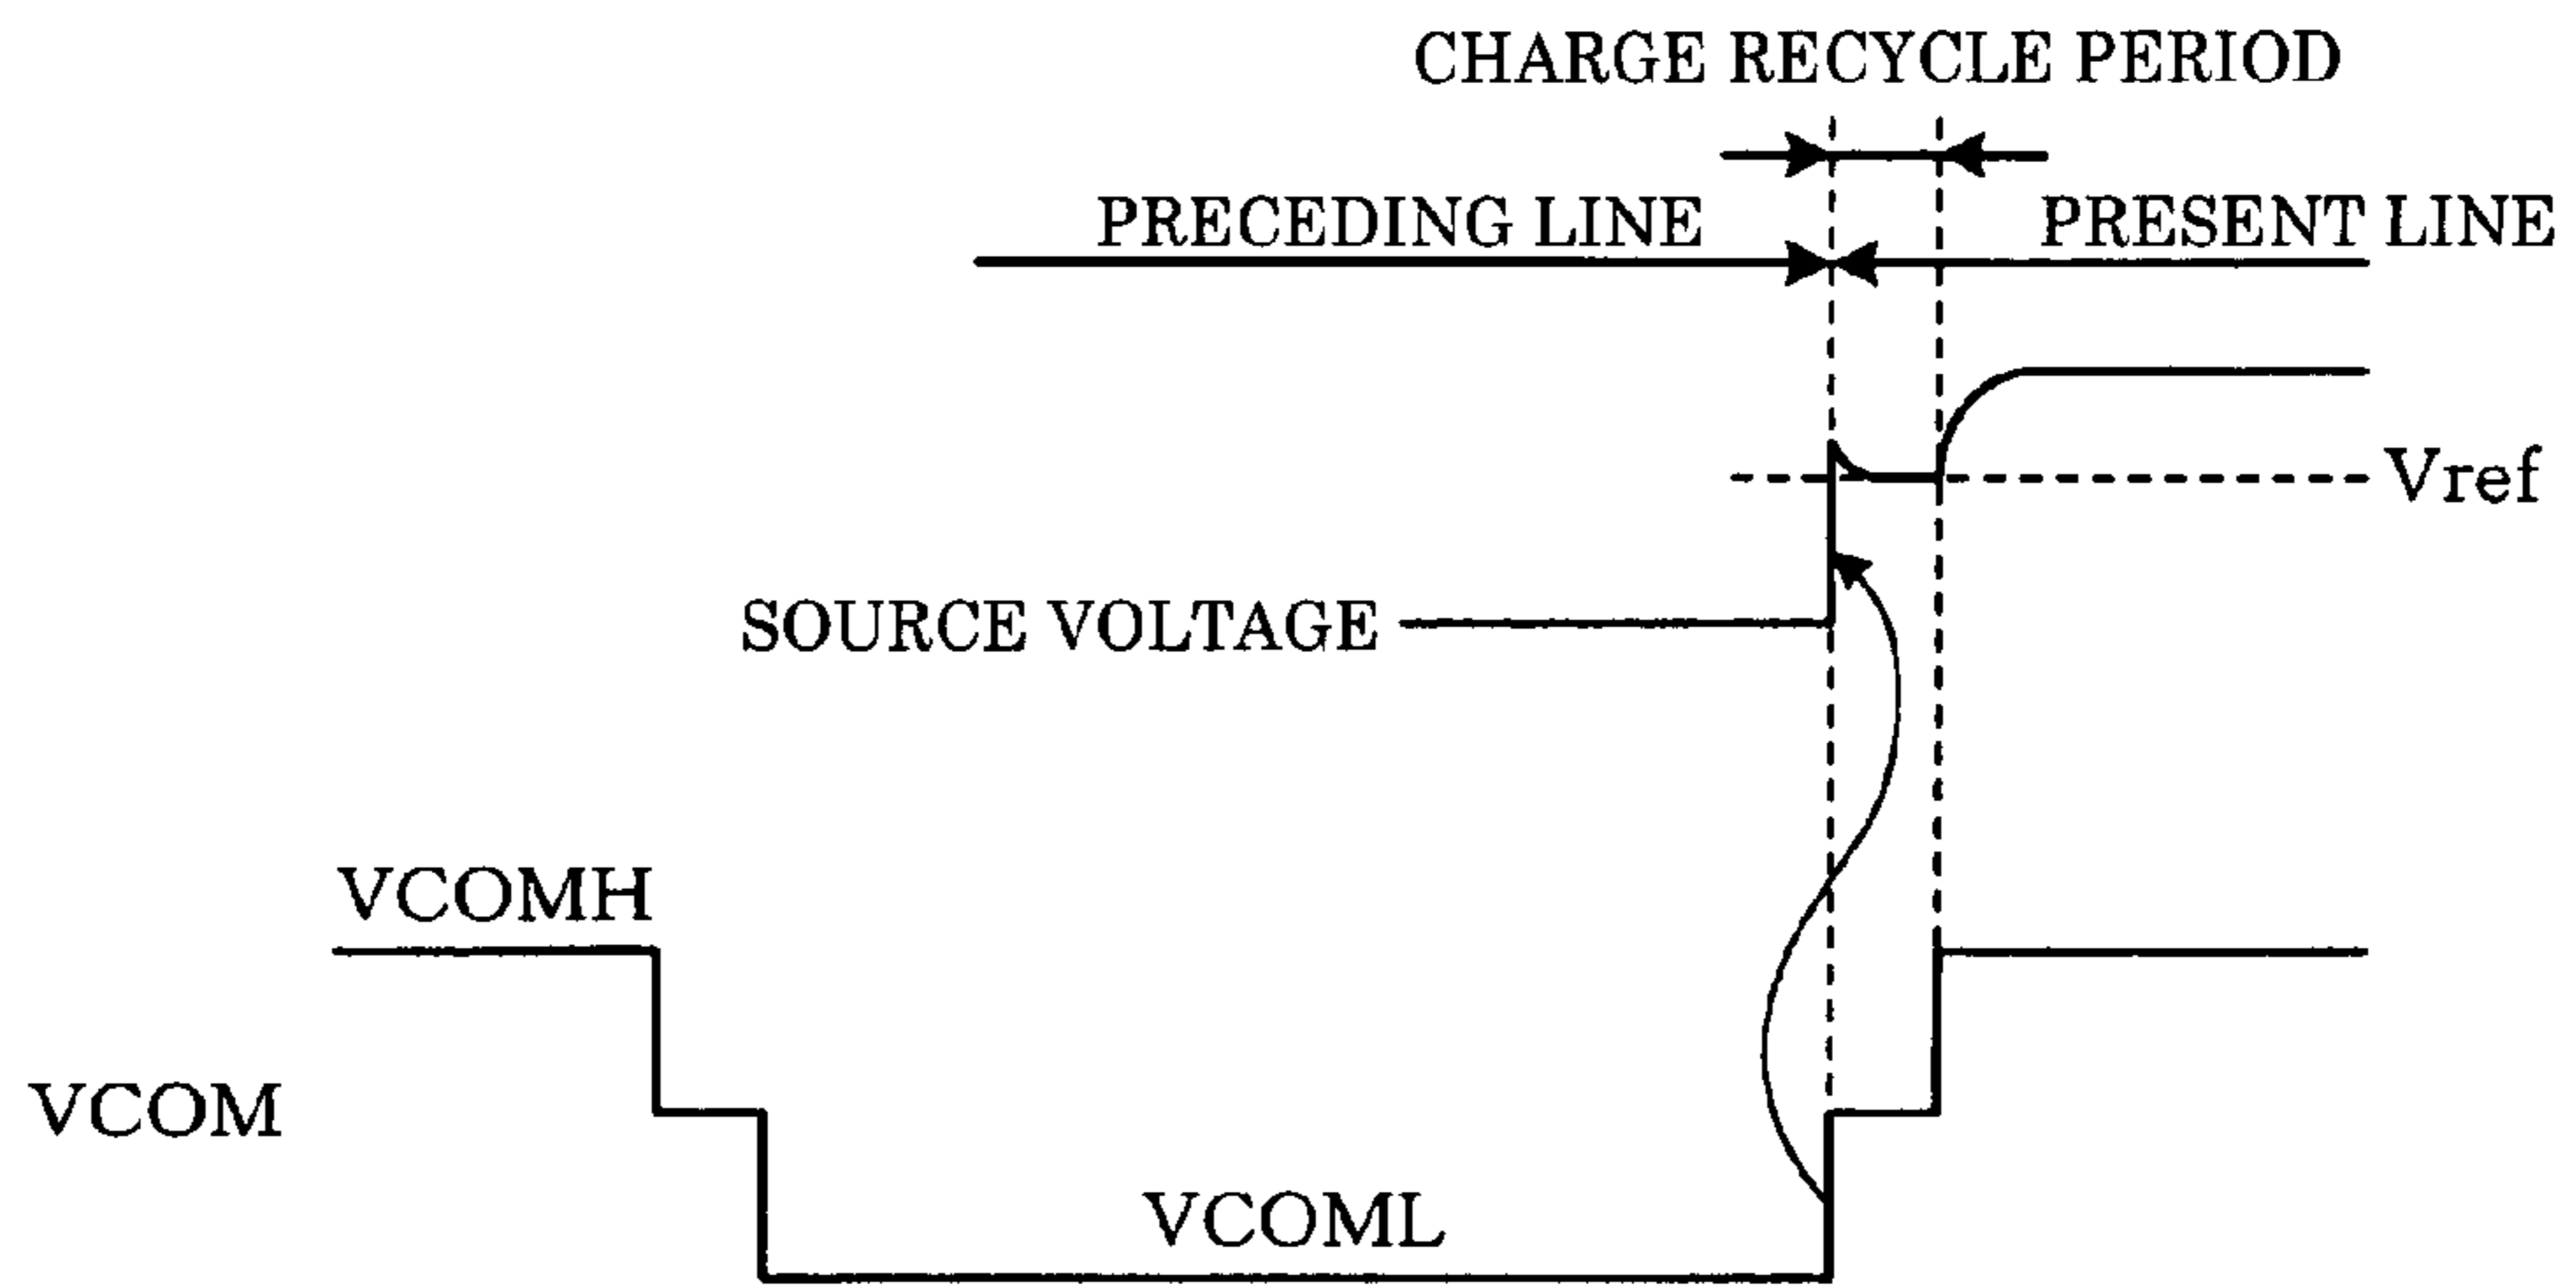 CHARGE RECYCLE PERIOD
PRECEDING LINE
PRESENT LINE
Vref
SOURCE VOLTAGE
VCOMH
VCOM
VCOML